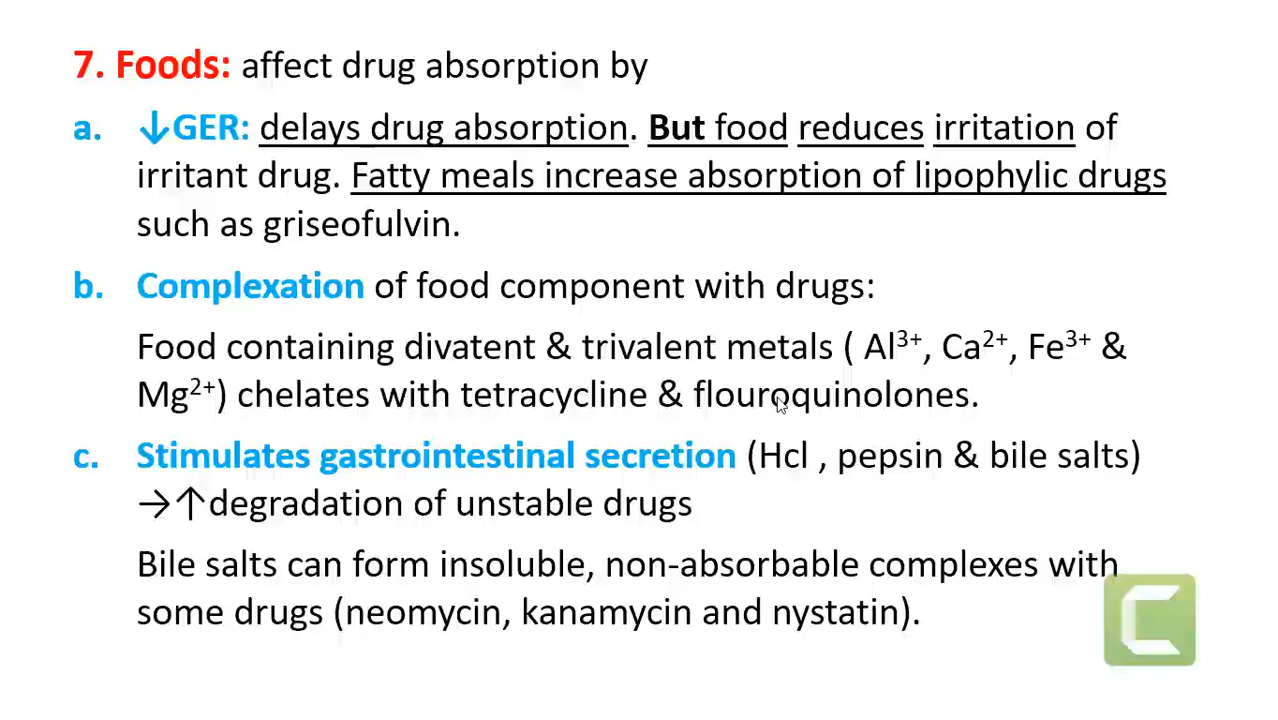 7. Foods: affect drug absorption by
a. ↓GER: delays drug absorption. But food reduces irritation of
irritant drug. Fatty meals increase absorption of lipophylic drugs
such as griseofulvin.
b. Complexation of food component with drugs:
Food containing divatent & trivalent metals ( Al³⁺, Ca²⁺, Fe³⁺ &
Mg²⁺) chelates with tetracycline & flouroquinolones.
c. Stimulates gastrointestinal secretion (Hcl , pepsin & bile salts)
→↑degradation of unstable drugs
Bile salts can form insoluble, non-absorbable complexes with
some drugs (neomycin, kanamycin and nystatin).